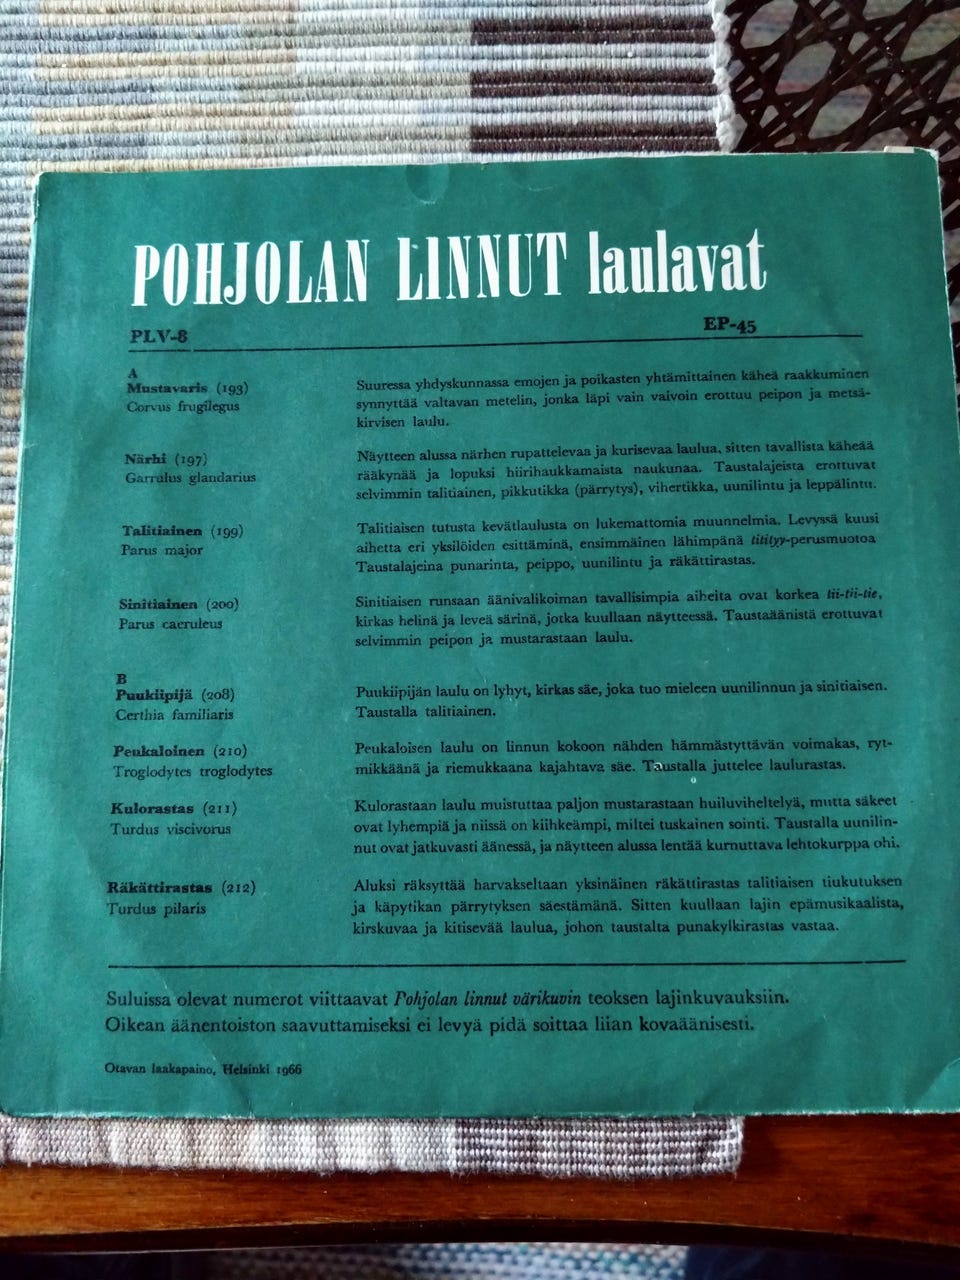 POHJOLAN LINNUT laulavat
PLV-8 EP-45
A
Mustavaris (193)
Corvus frugilegus
Suuressa yhdyskunnassa emojen ja poikasten yhtämittainen käheä raakkuminen
synnyttää valtavan metelin, jonka läpi vain vaivoin erottuu peipon ja metsä-
kirvisen laulu.
Närhi (197)
Garrulus glandarius
Näytteen alussa närhen rupattelevaa ja kurisevaa laulua, sitten tavallista käheää
rääkynää ja lopuksi hiirihaukkamaista naukunaa. Taustalajeista erottuvat
selvimmin talitiainen, pikkutikka (pärrytys), vihertikka, uunilintu ja leppälintu.
Talitiainen (199)
Parus major
Talitiaisen tutusta kevätlaulusta on lukemattomia muunnelmia. Levyssä kuusi
aihetta eri yksilöiden esittäminä, ensimmäinen lähimpänä titityy-perusmuotoa
Taustalajeina punarinta, peippo, uunilintu ja räkättirastas.
Sinitiainen (200)
Parus caeruleus
Sinitiaisen runsaan äänivalikoiman tavallisimpia aiheita ovat korkea tii-tii-tie,
kirkas helinä ja leveä särinä, jotka kuullaan näytteessä. Taustaäänistä erottuvat
selvimmin peipon ja mustarastaan laulu.
B
Puukiipijä (208)
Certhia familiaris
Puukiipijän laulu on lyhyt, kirkas säe, joka tuo mieleen uunilinnun ja sinitiaisen.
Taustalla talitiainen.
Peukaloinen (210)
Troglodytes troglodytes
Peukaloisen laulu on linnun kokoon nähden hämmästyttävän voimakas, ryt-
mikkäänä ja riemukkaana kajahtava säe. Taustalla juttelee laulurastas.
Kulorastas (211)
Turdus viscivorus
Kulorastaan laulu muistuttaa paljon mustarastaan huiluviheltelyä, mutta säkeet
ovat lyhempiä ja niissä on kiihkeämpi, miltei tuskainen sointi. Taustalla uunilin-
nut ovat jatkuvasti äänessä, ja näytteen alussa lentää kurnuttava lehtokurppa ohi.
Räkättirastas (212)
Turdus pilaris
Aluksi räksyttää harvakseltaan yksinäinen räkättirastas talitiaisen tiukutuksen
ja käpytikan pärrytyksen säestämänä. Sitten kuullaan lajin epämusikaalista,
kirskuvaa ja kitisevää laulua, johon taustalta punakylkirastas vastaa.
Suluissa olevat numerot viittaavat Pohjolan linnut värikuvin teoksen lajinkuvauksiin.
Oikean äänentoiston saavuttamiseksi ei levyä pidä soittaa liian kovaäänisesti.
Otavan laakapaino, Helsinki 1966